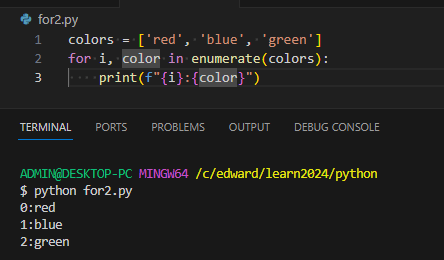 for2.py
1 colors = ['red', 'blue', 'green']
2 for i, color in enumerate(colors):
3     print(f"{i}:{color}")
TERMINAL PORTS PROBLEMS OUTPUT DEBUG CONSOLE
ADMIN@DESKTOP-PC MINGW64 /c/edward/learn2024/python
$ python for2.py
0:red
1:blue
2:green